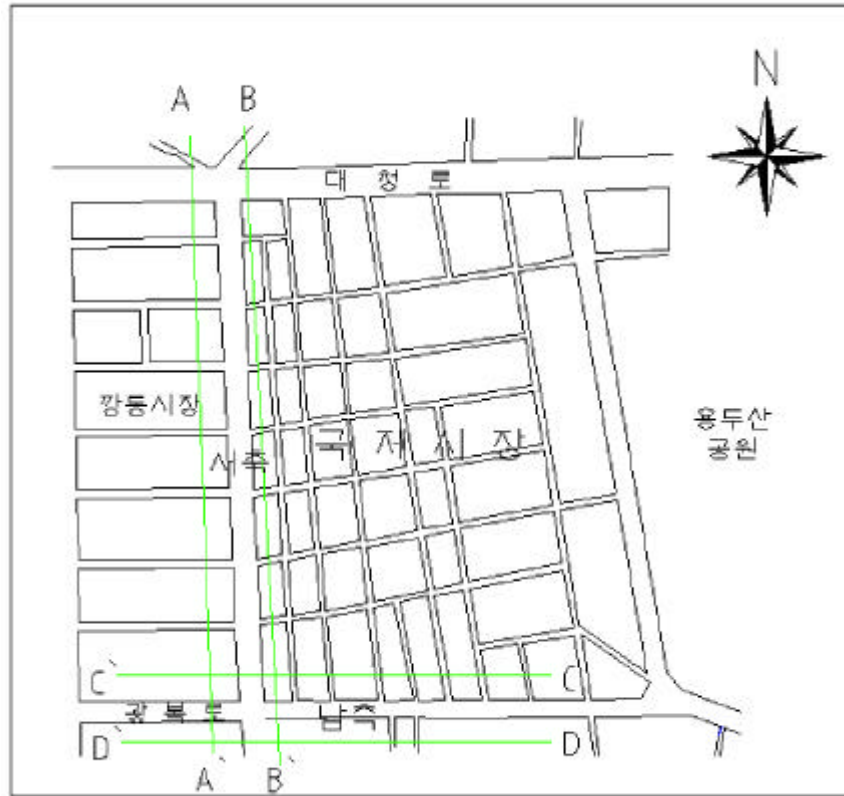 N
A B
대 청 로
깡통시장
국 제 시 장
서측
용두산
공원
C` C
광 복 로 남 측
D` D
A` B`